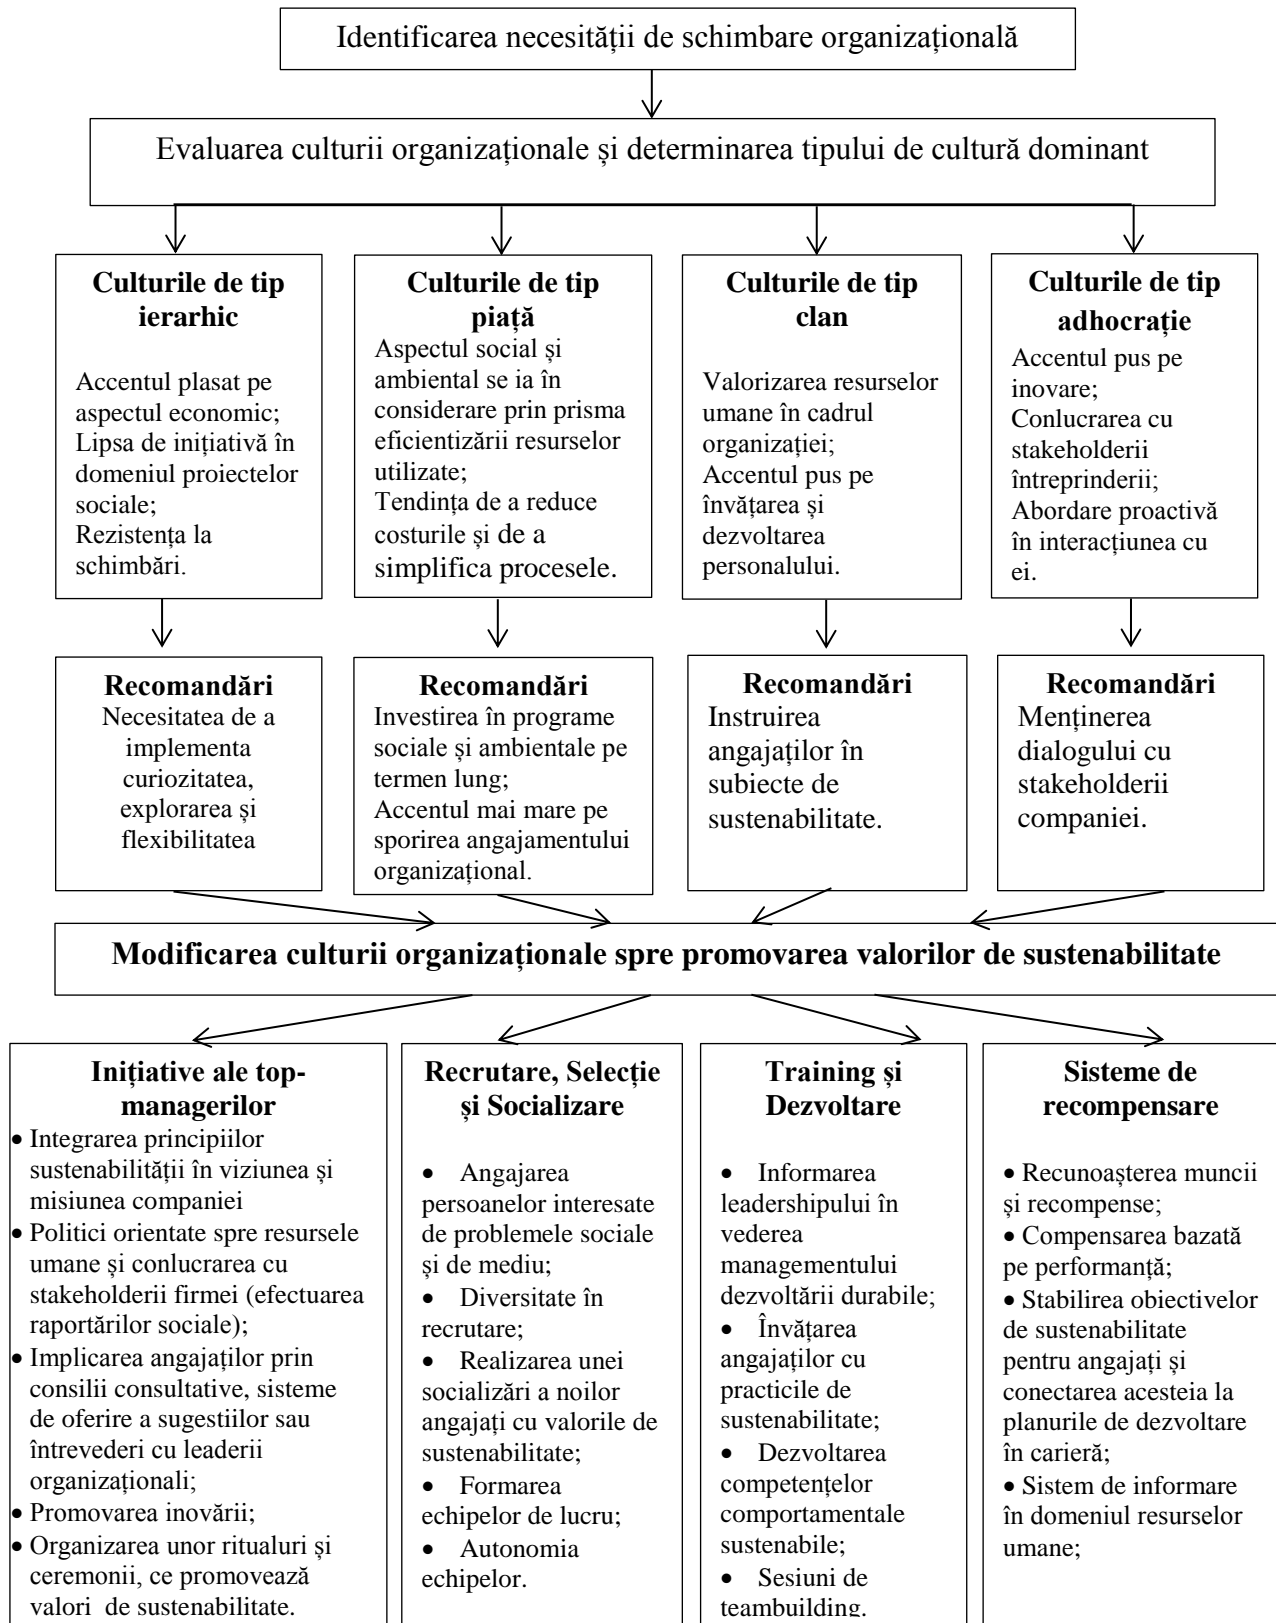 Identificarea necesității de schimbare organizațională
Evaluarea culturii organizaționale și determinarea tipului de cultură dominant
Culturile de tip
ierarhic
Accentul plasat pe
aspectul economic;
Lipsa de inițiativă în
domeniul proiectelor
sociale;
Rezistența la
schimbări.
Culturile de tip
piață
Aspectul social și
ambiental se ia în
considerare prin prisma
eficientizării resurselor
utilizate;
Tendința de a reduce
costurile și de a
simplifica procesele.
Culturile de tip
clan
Valorizarea resurselor
umane în cadrul
organizației;
Accentul pus pe
învățarea și
dezvoltarea
personalului.
Culturile de tip
adhocrație
Accentul pus pe
inovare;
Conlucrarea cu
stakeholderii
întreprinderii;
Abordare proactivă
în interacțiunea cu
ei.
Recomandări
Necesitatea de a
implementa
curiozitatea,
explorarea și
flexibilitatea
Recomandări
Investirea în programe
sociale și ambientale pe
termen lung;
Accentul mai mare pe
sporirea angajamentului
organizațional.
Recomandări
Instruirea
angajaților în
subiecte de
sustenabilitate.
Recomandări
Menținerea
dialogului cu
stakeholderii
companiei.
Modificarea culturii organizaționale spre promovarea valorilor de sustenabilitate
Inițiative ale top-
managerilor
• Integrarea principiilor
sustenabilității în viziunea și
misiunea companiei
• Politici orientate spre resursele
umane și conlucrarea cu
stakeholderii firmei (efectuarea
raportărilor sociale);
• Implicarea angajaților prin
consilii consultative, sisteme
de oferire a sugestiilor sau
întrevederi cu leaderii
organizaționali;
• Promovarea inovării;
• Organizarea unor ritualuri și
ceremonii, ce promovează
valori de sustenabilitate.
Recrutare, Selecție
și Socializare
• Angajarea
persoanelor interesate
de problemele sociale
și de mediu;
• Diversitate în
recrutare;
• Realizarea unei
socializări a noilor
angajați cu valorile de
sustenabilitate;
• Formarea
echipelor de lucru;
• Autonomia
echipelor.
Training și
Dezvoltare
• Informarea
leadershipului în
vederea
managementului
dezvoltării durabile;
• Învățarea
angajaților cu
practicile de
sustenabilitate;
• Dezvoltarea
competențelor
comportamentale
sustenabile;
• Sesiuni de
teambuilding.
Sisteme de
recompensare
• Recunoașterea muncii
și recompense;
• Compensarea bazată
pe performanță;
• Stabilirea obiectivelor
de sustenabilitate
pentru angajați și
conectarea acesteia la
planurile de dezvoltare
în carieră;
• Sistem de informare
în domeniul resurselor
umane;